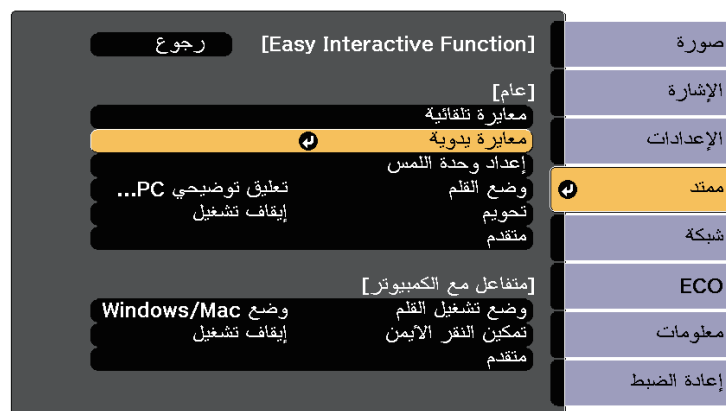 صورة
الإشارة
الإعدادات
ممتد
شبكة
ECO
معلومات
إعادة الضبط
[Easy Interactive Function] رجوع
[عام]
معايرة تلقائية
معايرة يدوية
إعداد وحدة اللمس
وضع القلم تعليق توضيحي PC...
تحويم إيقاف تشغيل
متقدم
[متفاعل مع الكمبيوتر]
وضع تشغيل القلم وضع Windows/Mac
تمكين النقر الأيمن إيقاف تشغيل
متقدم